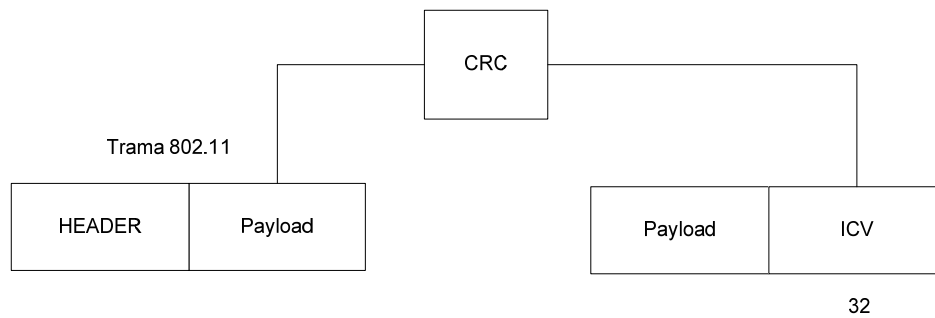 CRC
Trama 802.11
HEADER
Payload
Payload
ICV
32